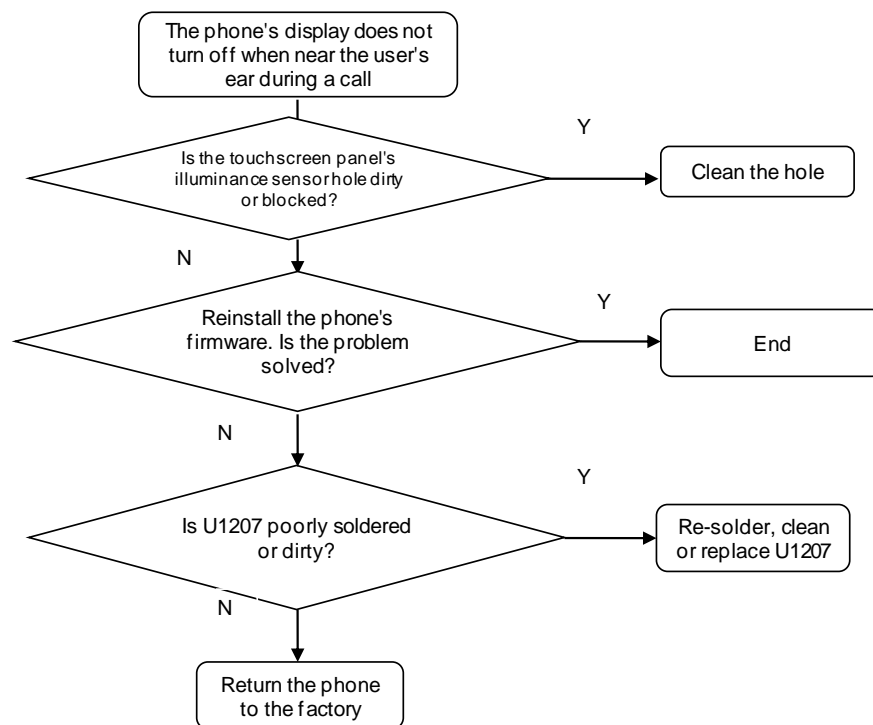 The phone's display does not
turn off when near the user's
ear during a call
Y
Is the touchscreen panel's
illuminance sensor hole dirty
or blocked?
Clean the hole
N
Y
Reinstall the phone's
firmware. Is the problem
solved?
End
N
Y
Is U1207 poorly soldered
or dirty?
Re-solder, clean
or replace U1207
N
Return the phone
to the factory